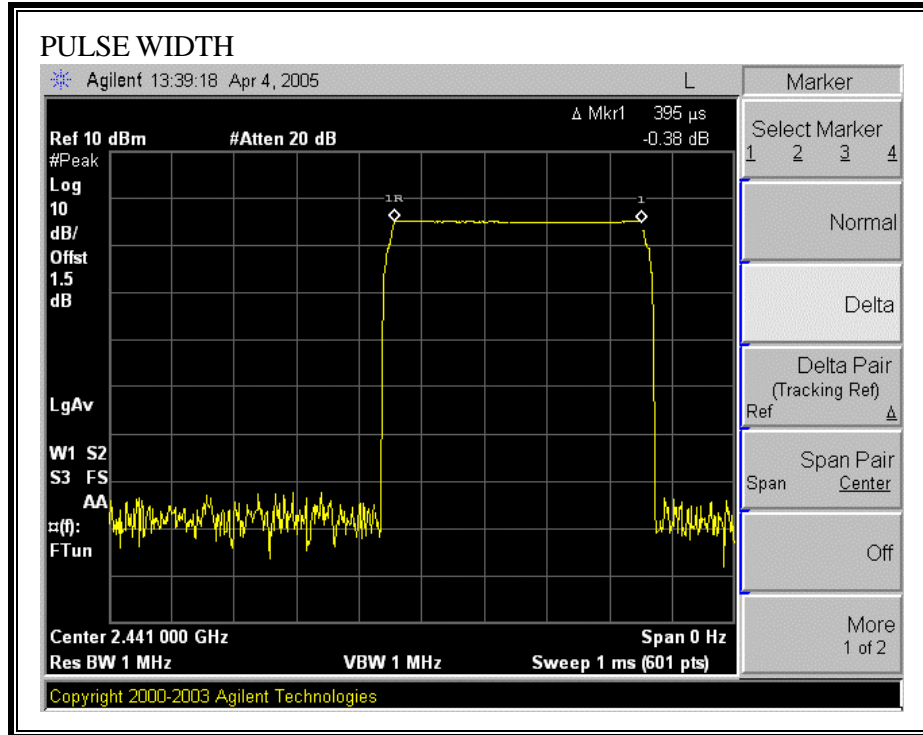 PULSE WIDTH
Agilent 13:39:18 Apr 4, 2005 L
Δ Mkr1 395 µs
Ref 10 dBm #Atten 20 dB -0.38 dB
#Peak
Log
10
dB/
Offst
1.5
dB
LgAv
W1 S2
S3 FS
AA
¤(f):
FTun
1R
1
Center 2.441 000 GHz Span 0 Hz
Res BW 1 MHz VBW 1 MHz Sweep 1 ms (601 pts)
Copyright 2000-2003 Agilent Technologies
Marker
Select Marker
1 2 3 4
Normal
Delta
Delta Pair
(Tracking Ref)
Ref Δ
Span Pair
Span Center
Off
More
1 of 2